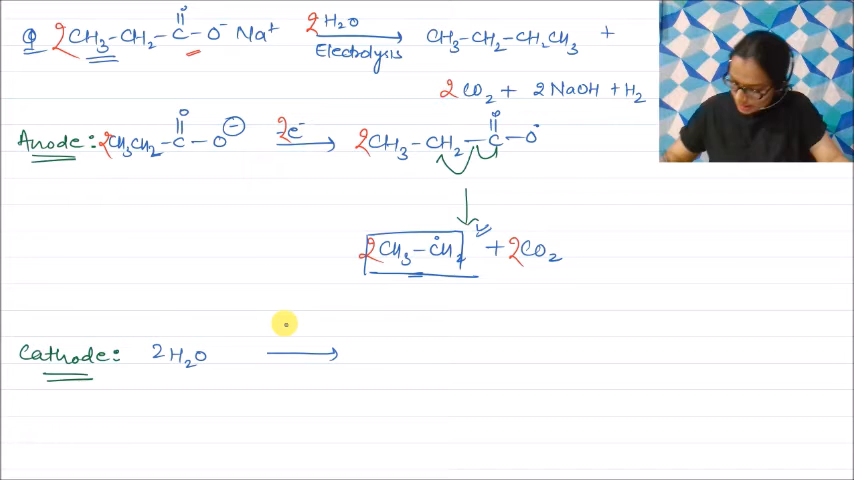 Q 2CH₃-CH₂-C(=O)-O⁻ Na⁺ 2H₂O Electrolysis → CH₃-CH₂-CH₂CH₃ +
2CO₂ + 2NaOH + H₂
Anode: 2CH₃CH₂-C(=O)-O⊖ 2e⁻ → 2CH₃-CH₂-C(=O)-O•
2CH₃-ĊH₂ + 2CO₂
Cathode: 2H₂O →